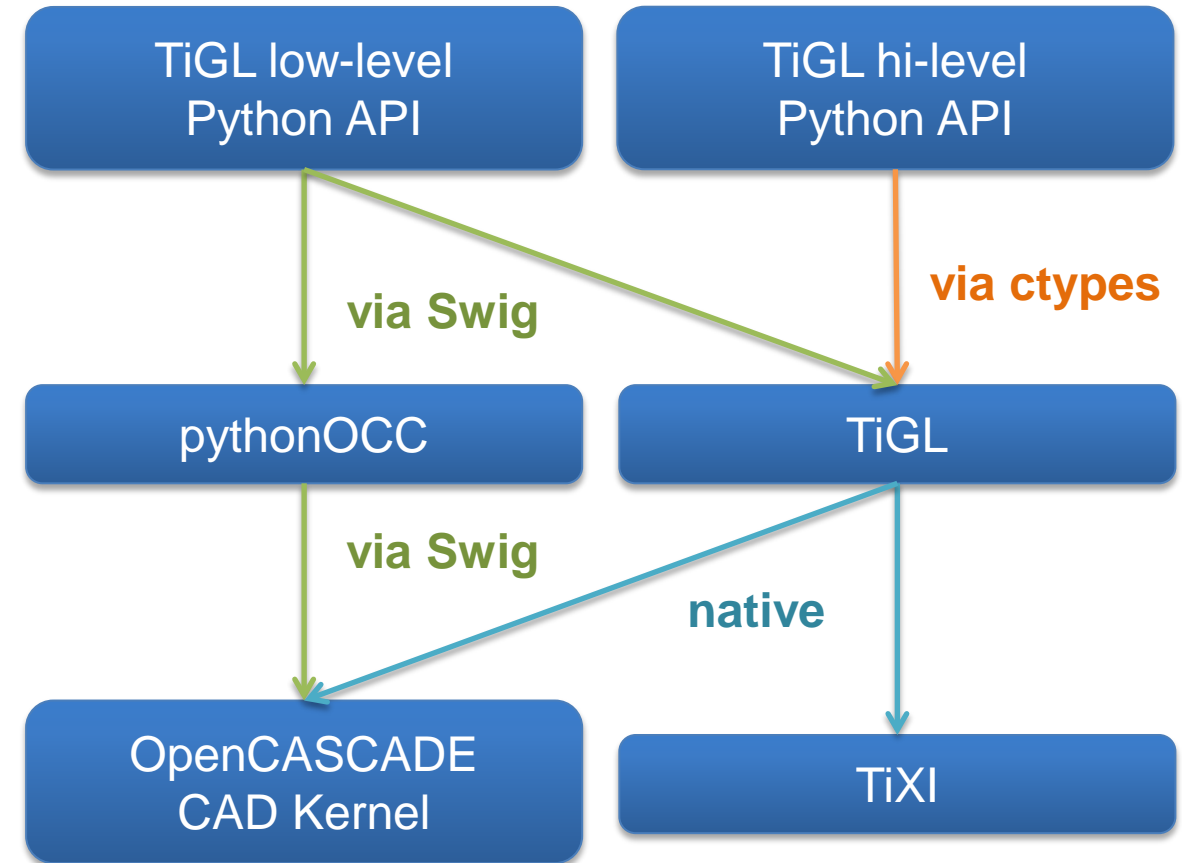 TiGL low-level
Python API
TiGL hi-level
Python API
via Swig
via ctypes
pythonOCC
TiGL
via Swig
native
OpenCASCADE
CAD Kernel
TiXI